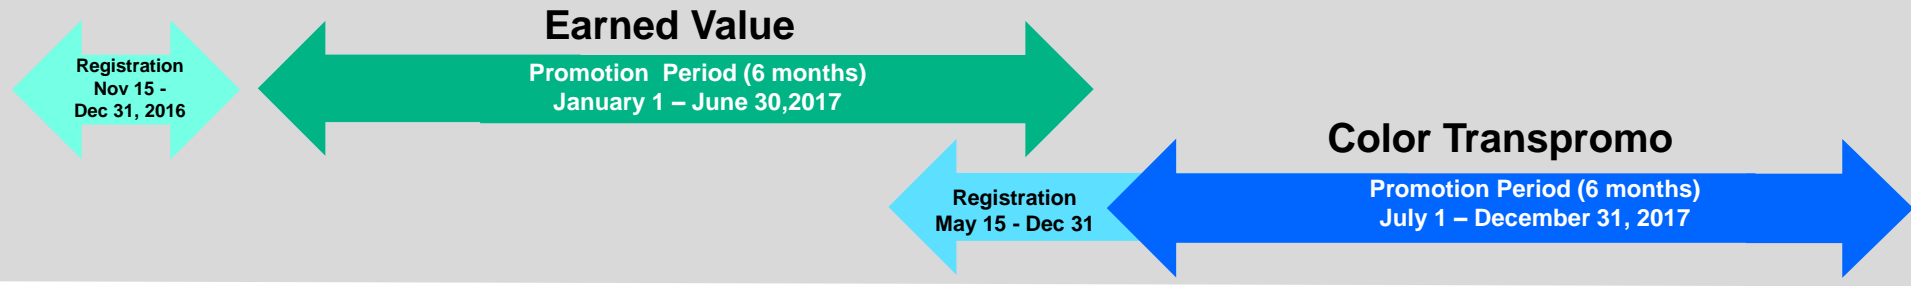 Earned Value
Registration
Nov 15 -
Dec 31, 2016
Promotion  Period (6 months)
January 1 – June 30,2017
Color Transpromo
Registration
May 15 - Dec 31
Promotion Period (6 months)
July 1 – December 31, 2017